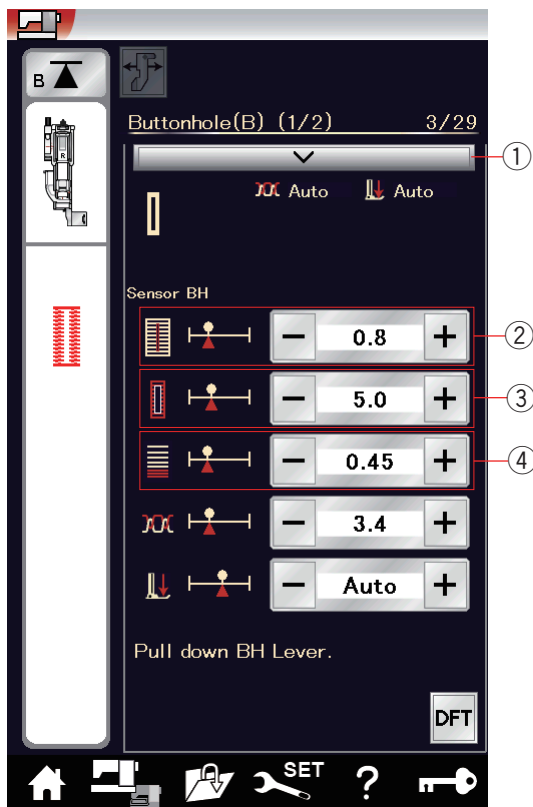 B
Buttonhole(B) (1/2) 3/29
①
Auto Auto
R
Sensor BH
− 0.8 + ②
− 5.0 + ③
− 0.45 + ④
− 3.4 +
− Auto +
Pull down BH Lever.
DFT
SET ?